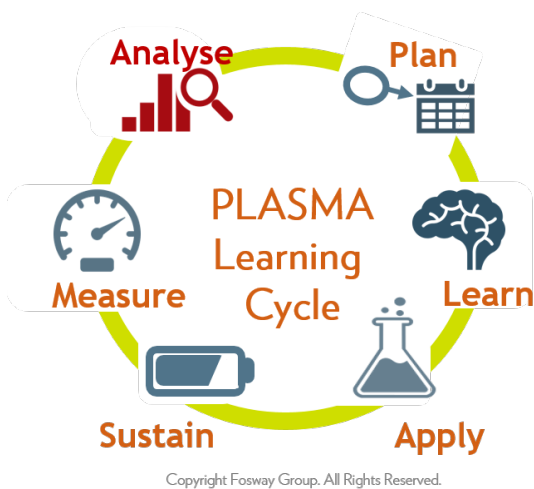 Analyse
Plan
PLASMA
Learning
Cycle
Measure
Learn
Sustain
Apply
Copyright Fosway Group. All Rights Reserved.